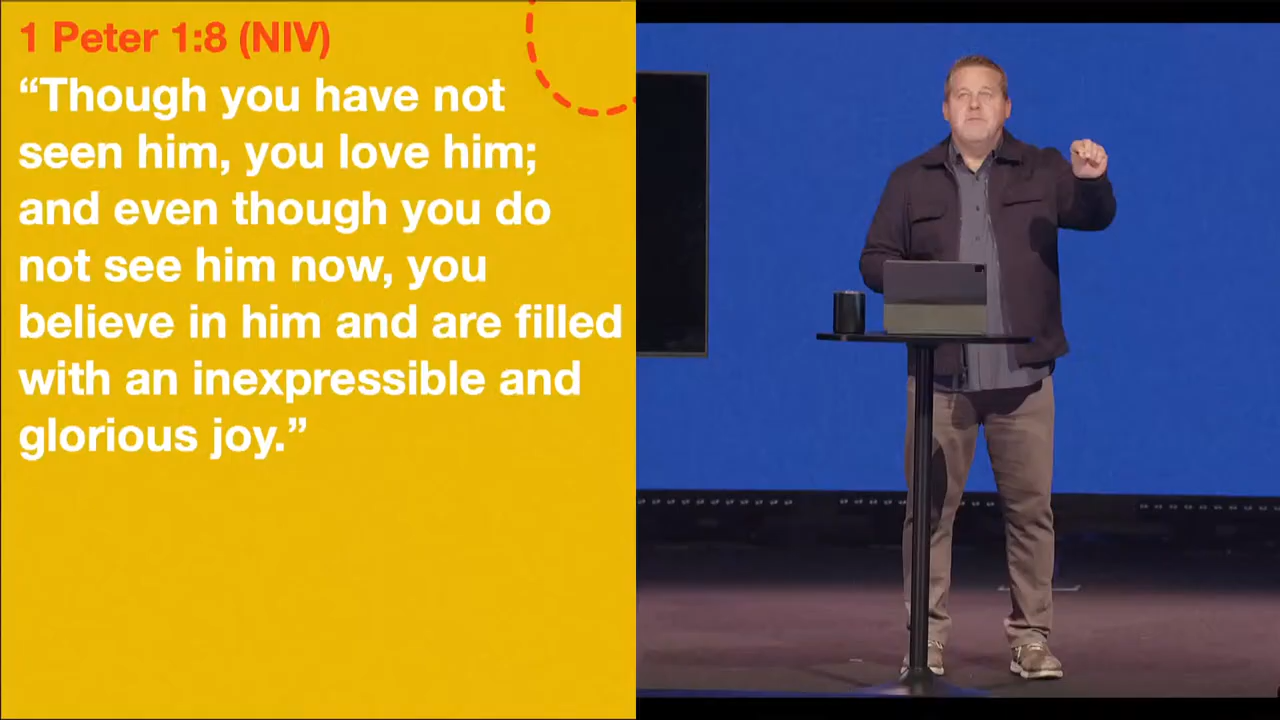 1 Peter 1:8 (NIV)
“Though you have not
seen him, you love him;
and even though you do
not see him now, you
believe in him and are filled
with an inexpressible and
glorious joy.”